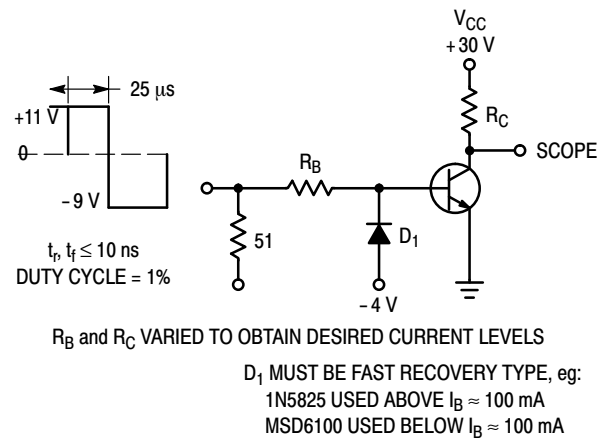 V_CC
+30 V
25 μs
+11 V
R_C
0
SCOPE
R_B
−9 V
51
D_1
t_r, t_f ≤ 10 ns
DUTY CYCLE = 1%
−4 V
R_B and R_C VARIED TO OBTAIN DESIRED CURRENT LEVELS
D_1 MUST BE FAST RECOVERY TYPE, eg:
1N5825 USED ABOVE I_B ≈ 100 mA
MSD6100 USED BELOW I_B ≈ 100 mA